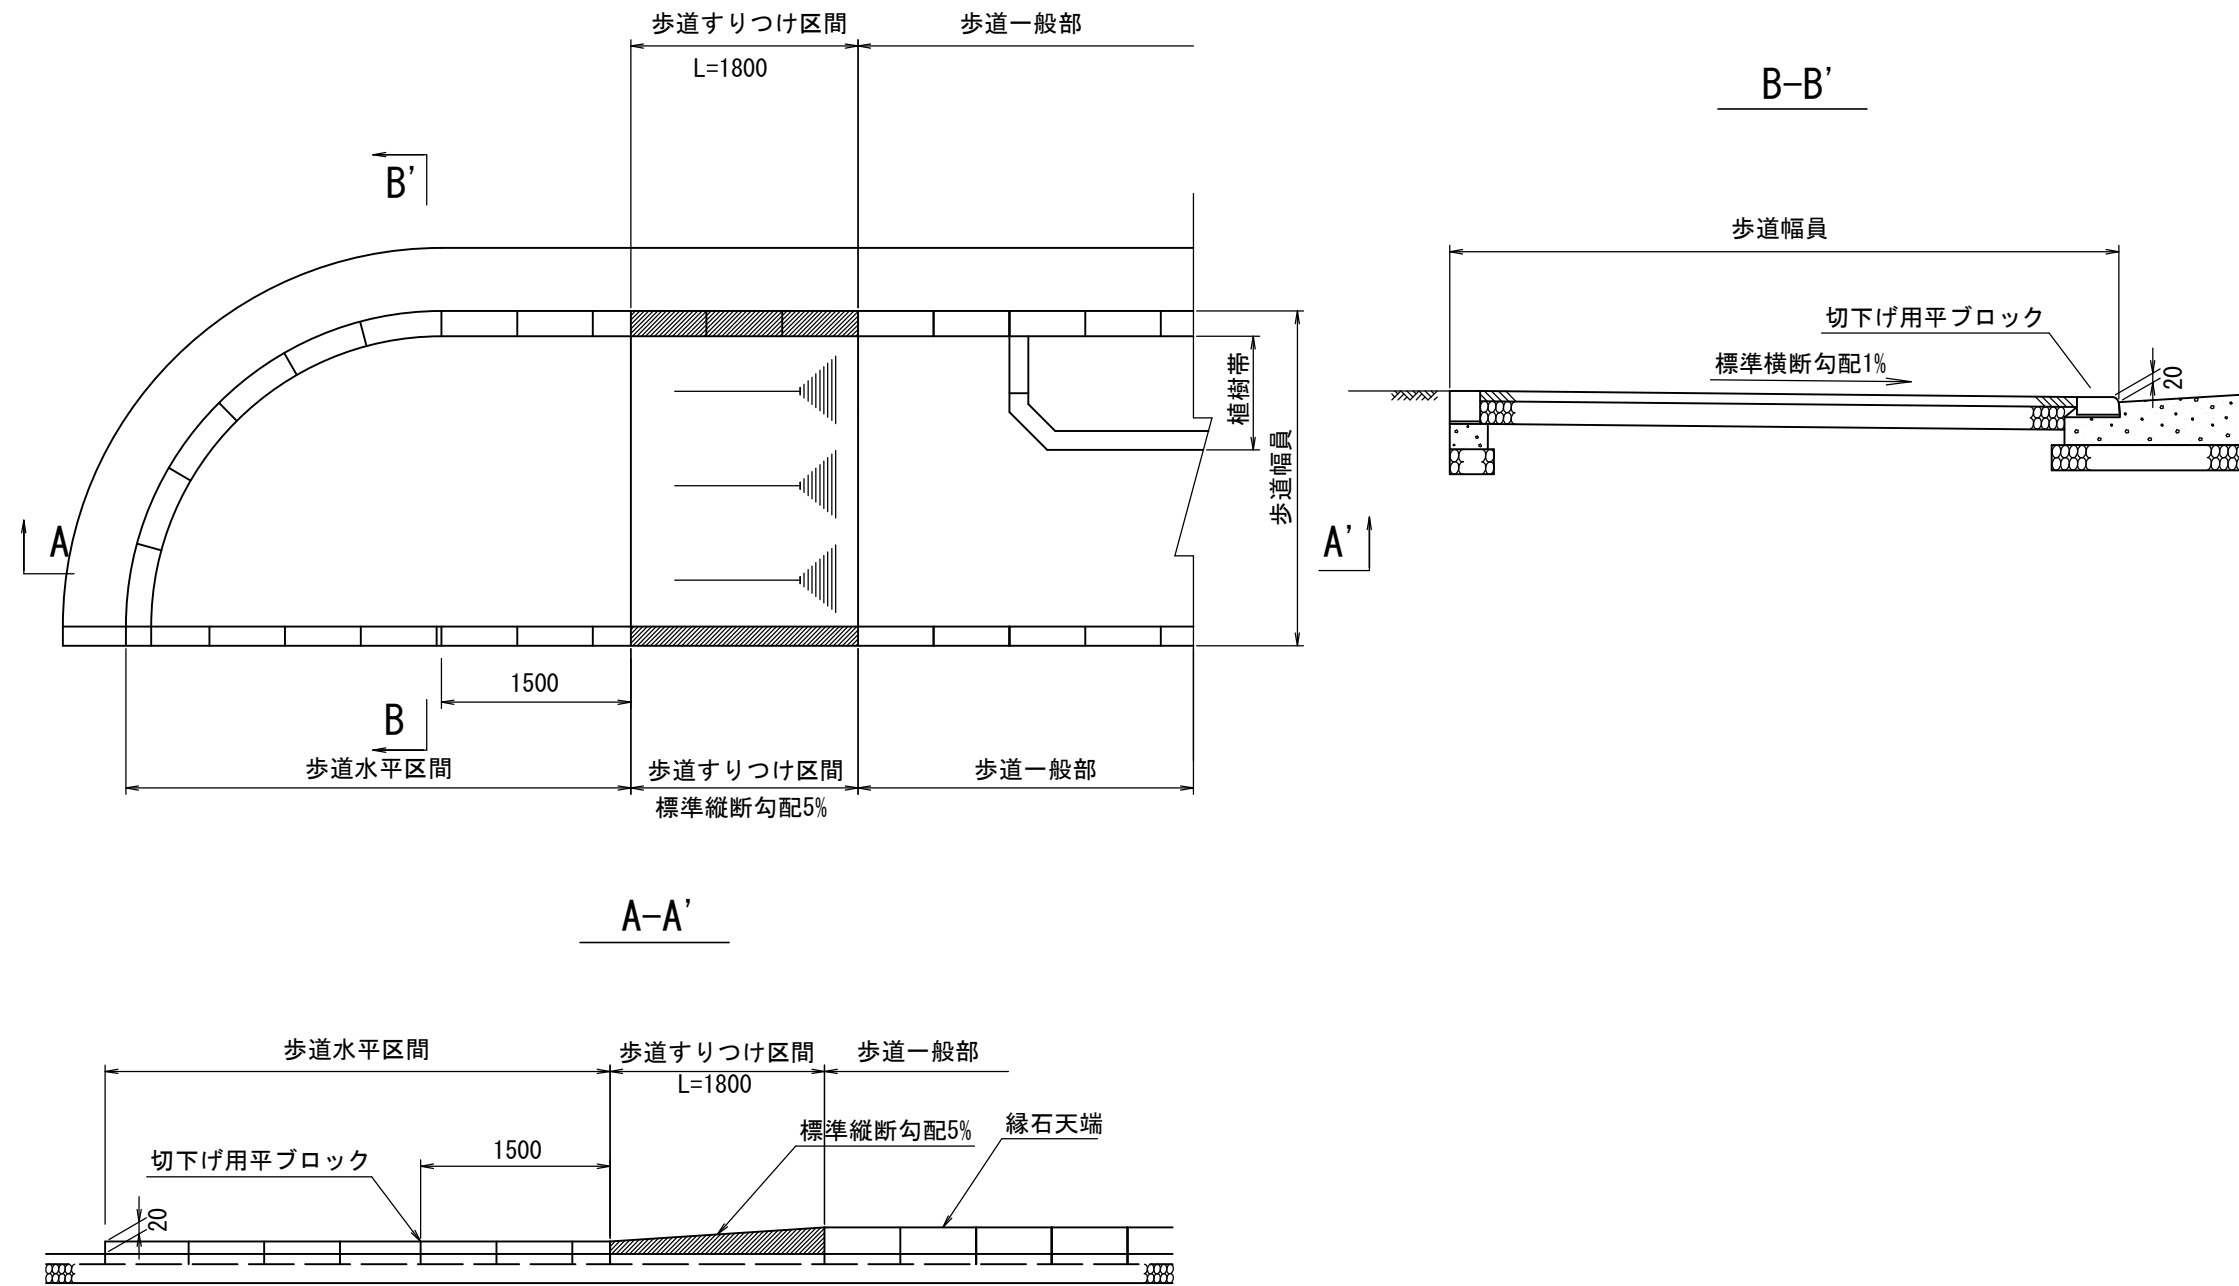 歩道すりつけ区間
歩道一般部
L=1800
B-B'
B'
歩道幅員
切下げ用平ブロック
標準横断勾配1%
20
植樹帯
歩道幅員
A
A'
1500
B
歩道水平区間
歩道すりつけ区間
歩道一般部
標準縦断勾配5%
A-A'
歩道水平区間
歩道すりつけ区間
歩道一般部
L=1800
標準縦断勾配5%
縁石天端
切下げ用平ブロック
1500
20